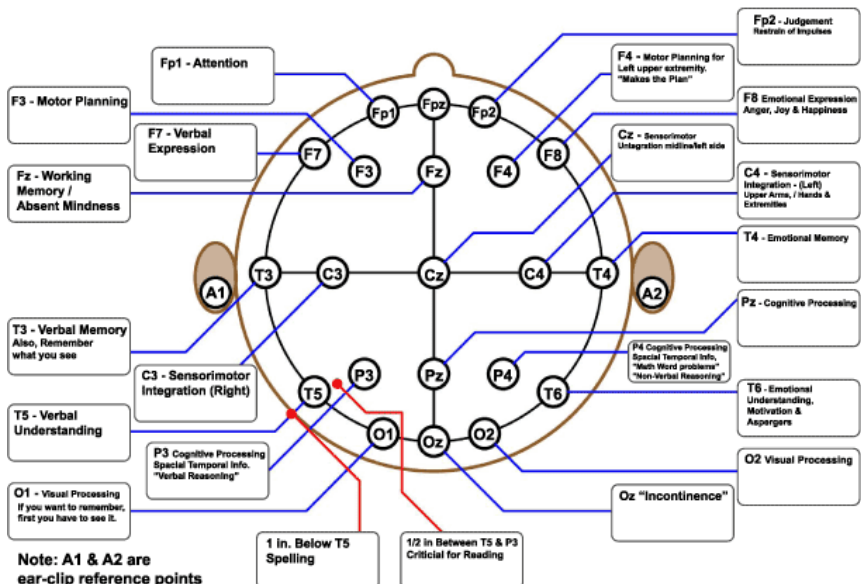 Fp2 - Judgement
Restrain of Impulses
Fp1 - Attention
F4 - Motor Planning for
Left upper extremity.
"Makes the Plan"
F3 - Motor Planning
F8 Emotional Expression
Anger, Joy & Happiness
F7 - Verbal
Expression
Cz - Sensorimotor
Untagration midline/left side
Fz - Working
Memory /
Absent Mindness
C4 - Sensorimotor
Integration - (Left)
Upper Arms, / Hands &
Extremities
T4 - Emotional Memory
Fp1
Fpz
Fp2
F7
F3
Fz
F4
F8
A1
T3
C3
Cz
C4
T4
A2
T5
P3
Pz
P4
T6
O1
Oz
O2
Pz - Cognitive Processing
T3 - Verbal Memory
Also, Remember
what you see
P4 Cognitive Processing
Spacial Temporal Info,
"Math Word problems"
"Non-Verbal Reasoning"
C3 - Sensorimotor
Integration (Right)
T6 - Emotional
Understanding,
Motivation &
Aspergers
T5 - Verbal
Understanding
P3 Cognitive Processing
Spacial Temporal Info.
"Verbal Reasoning"
O2 Visual Processing
O1 - Visual Processing
If you want to remember,
first you have to see it.
Oz "Incontinence"
1 in. Below T5
Spelling
1/2 in Between T5 & P3
Criticial for Reading
Note: A1 & A2 are
ear-clip reference points